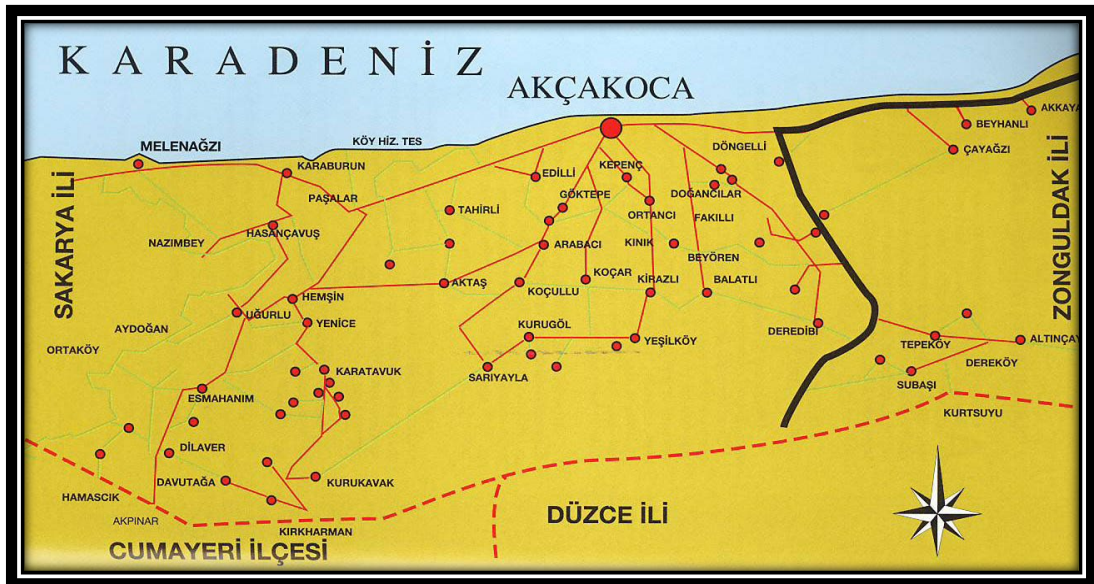 KARADENİZ
AKÇAKOCA
AKKAYA
BEYHANLI
ÇAYAĞZI
KÖY HİZ. TES
MELENAĞZI
DÖNGELLİ
KARABURUN
EDİLLİ
KEPENÇ
PAŞALAR
GÖKTEPE
DOĞANCILAR
TAHİRLİ
ORTANCI
FAKILLI
HASANÇAVUŞ
NAZIMBEY
ARABACI
KINIK
BEYÖREN
SAKARYA İLİ
ZONGULDAK İLİ
AKTAŞ
KOÇULLU
KOÇAR
KİRAZLI
BALATLI
HEMŞİN
UĞURLU
YENİCE
AYDOĞAN
KURUGÖL
YEŞİLKÖY
DEREDİBİ
TEPEKÖY
ALTINÇAY
ORTAKÖY
KARATAVUK
SARIYAYLA
DEREKÖY
SUBAŞI
ESMAHANIM
KURTSUYU
DİLAVER
DAVUTAĞA
KURUKAVAK
HAMASCIK
AKPINAR
KIRKHARMAN
DÜZCE İLİ
CUMAYERİ İLÇESİ